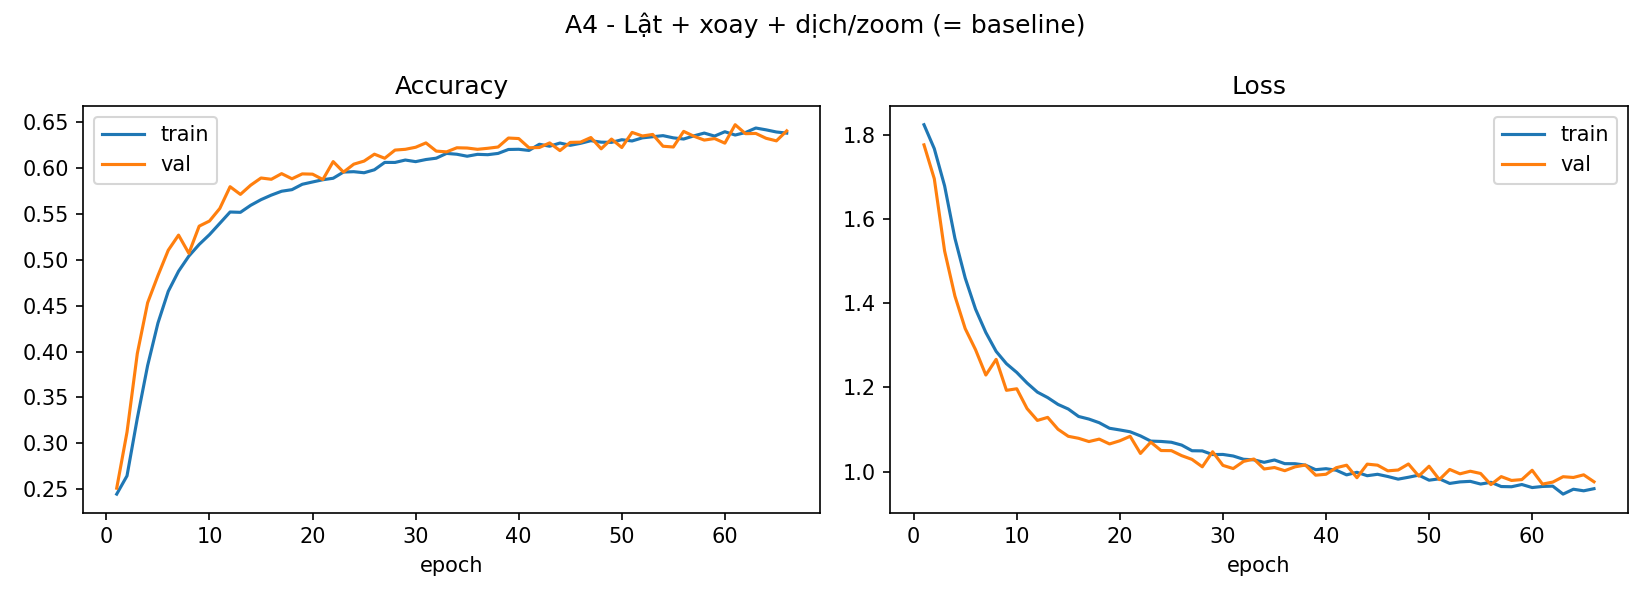 A4 - Lật + xoay + dịch/zoom (= baseline)
Accuracy
train
val
0.65
0.60
0.55
0.50
0.45
0.40
0.35
0.30
0.25
0 10 20 30 40 50 60
epoch
Loss
train
val
1.8
1.6
1.4
1.2
1.0
0 10 20 30 40 50 60
epoch